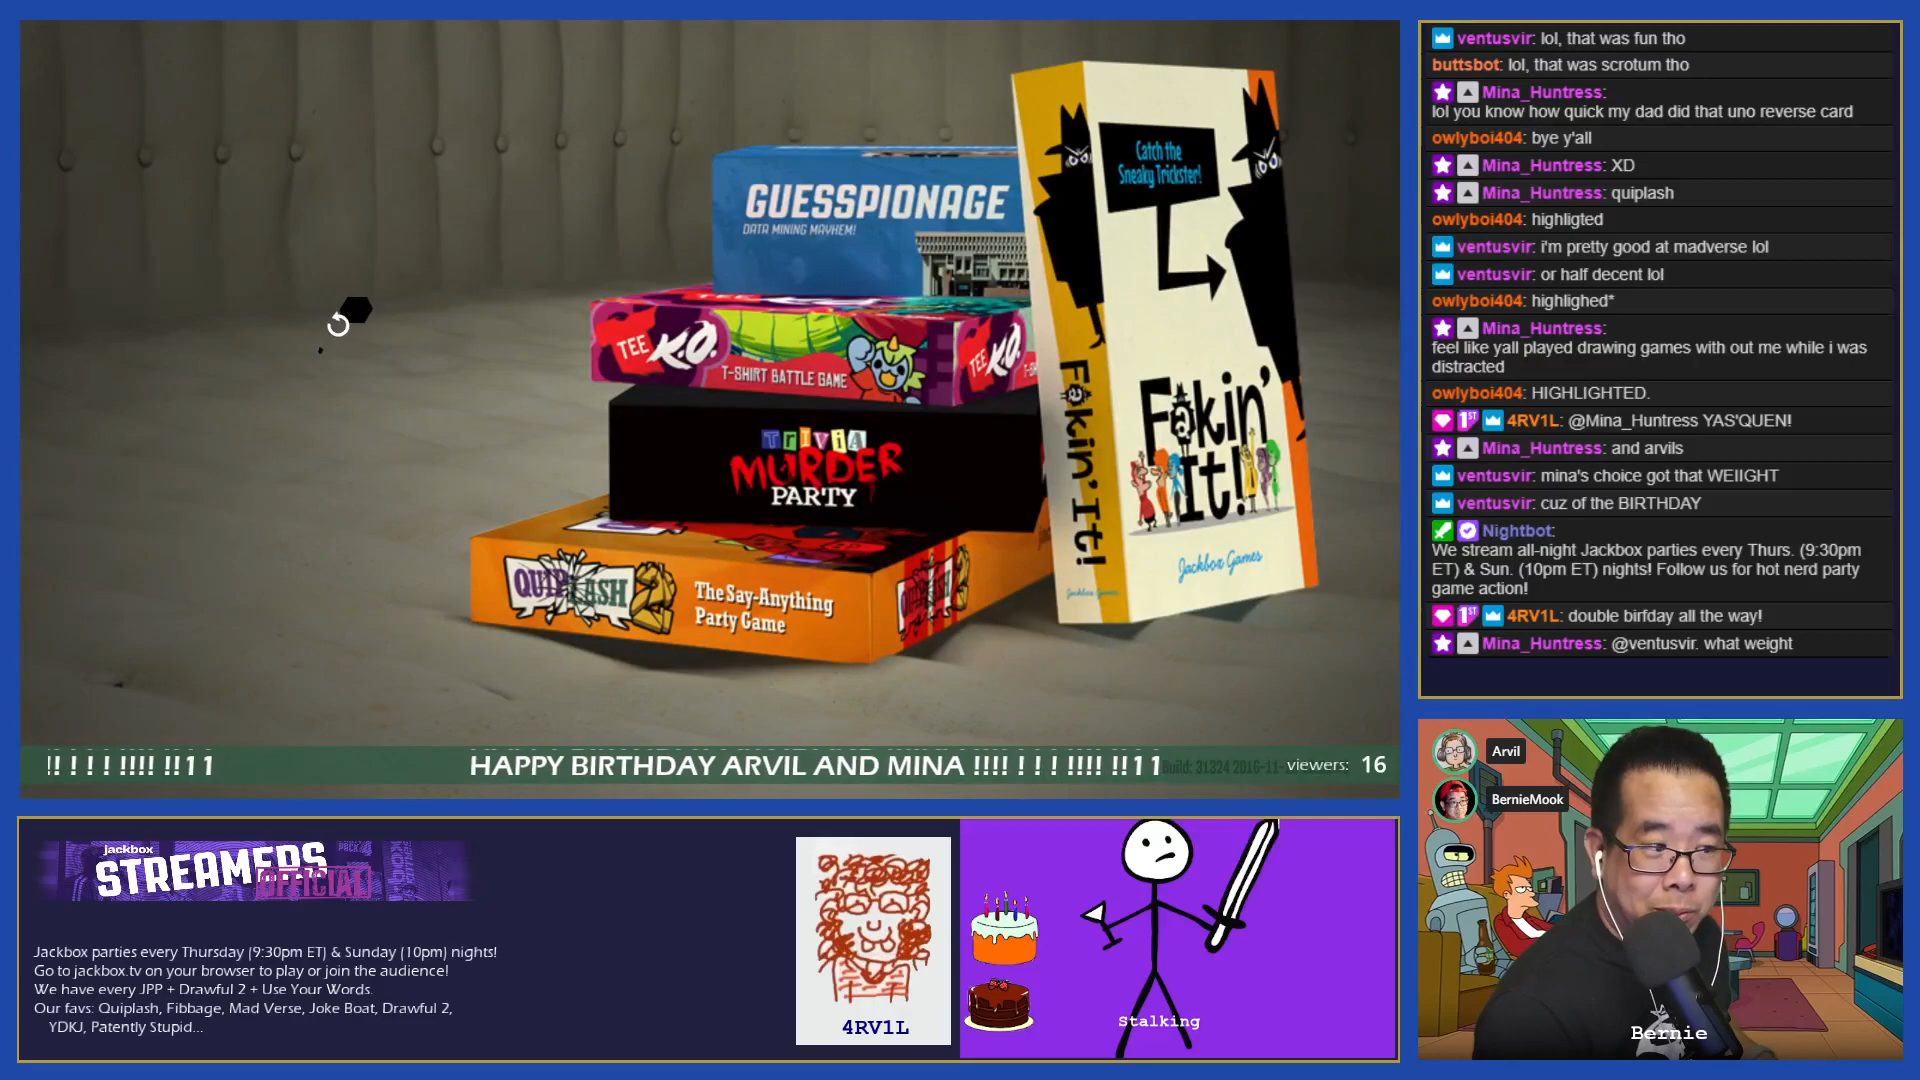 GUESSPIONAGE
DATA MINING MAYHEM!
TEE K.O.
T-SHIRT BATTLE GAME
TEE K.O.
TRIVIA
MURDER
PARTY
QUIPLASH 2
The Say-Anything
Party Game
Catch the
Sneaky Trickster!
Fakin' It!
Fakin'
It!
Jackbox Games
!! ! ! ! !!!! !!11
HAPPY BIRTHDAY ARVIL AND MINA !!!! ! ! ! !!!! !!11
Build: 31324 2016-11-
viewers: 16
ventusvir: lol, that was fun tho
buttsbot: lol, that was scrotum tho
Mina_Huntress:
lol you know how quick my dad did that uno reverse card
owlyboi404: bye y'all
Mina_Huntress: XD
Mina_Huntress: quiplash
owlyboi404: highligted
ventusvir: i'm pretty good at madverse lol
ventusvir: or half decent lol
owlyboi404: highlighed*
Mina_Huntress:
feel like yall played drawing games with out me while i was
distracted
owlyboi404: HIGHLIGHTED.
1ST 4RV1L: @Mina_Huntress YAS'QUEN!
Mina_Huntress: and arvils
ventusvir: mina's choice got that WEIIGHT
ventusvir: cuz of the BIRTHDAY
Nightbot:
We stream all-night Jackbox parties every Thurs. (9:30pm
ET) & Sun. (10pm ET) nights! Follow us for hot nerd party
game action!
1ST 4RV1L: double birfday all the way!
Mina_Huntress: @ventusvir. what weight
jackbox
STREAMERS
OFFICIAL
Jackbox parties every Thursday (9:30pm ET) & Sunday (10pm) nights!
Go to jackbox.tv on your browser to play or join the audience!
We have every JPP + Drawful 2 + Use Your Words.
Our favs: Quiplash, Fibbage, Mad Verse, Joke Boat, Drawful 2,
YDKJ, Patently Stupid...
4RV1L
Stalking
Arvil
BernieMook
Bernie